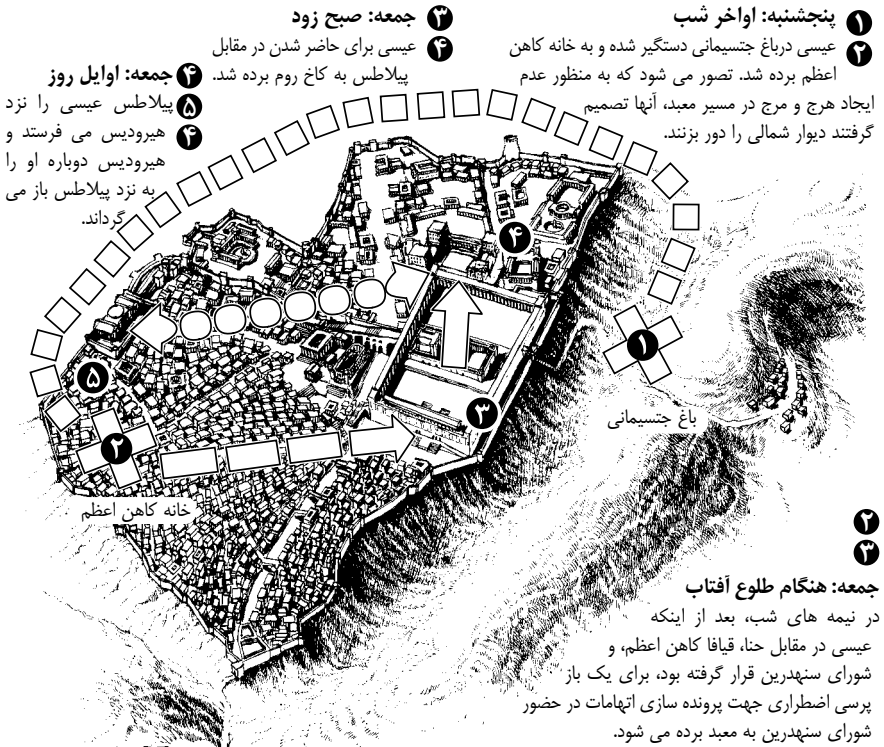 ۱ پنجشنبه: اواخر شب
۲ عیسی درباغ جتسیمانی دستگیر شده و به خانه کاهن
اعظم برده شد. تصور می شود که به منظور عدم
ایجاد هرج و مرج در مسیر معبد، آنها تصمیم
گرفتند دیوار شمالی را دور بزنند.
۳ جمعه: صبح زود
۴ عیسی برای حاضر شدن در مقابل
پیلاطس به کاخ روم برده شد.
۴ جمعه: اوایل روز
۵ پیلاطس عیسی را نزد
۴ هیرودیس می فرستد و
هیرودیس دوباره او را
به نزد پیلاطس باز می
گرداند.
۴
۱
۵
۳
باغ جتسیمانی
۲
خانه کاهن اعظم
۲
۳
جمعه: هنگام طلوع آفتاب
در نیمه های شب، بعد از اینکه
عیسی در مقابل حنا، قیافا کاهن اعظم، و
شورای سنهدرین قرار گرفته بود، برای یک باز
پرسی اضطراری جهت پرونده سازی اتهامات در حضور
شورای سنهدرین به معبد برده می شود.